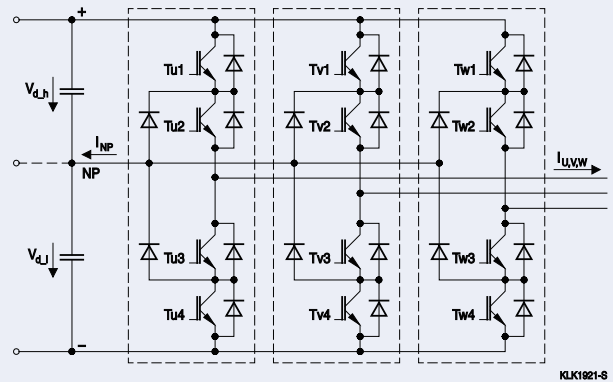 +
Tu1 Tv1 Tw1
V_d_h
Tu2 Tv2 Tw2
I_NP
I_U,V,W
NP
V_d_l
Tu3 Tv3 Tw3
Tu4 Tv4 Tw4
−
KLK1921-S